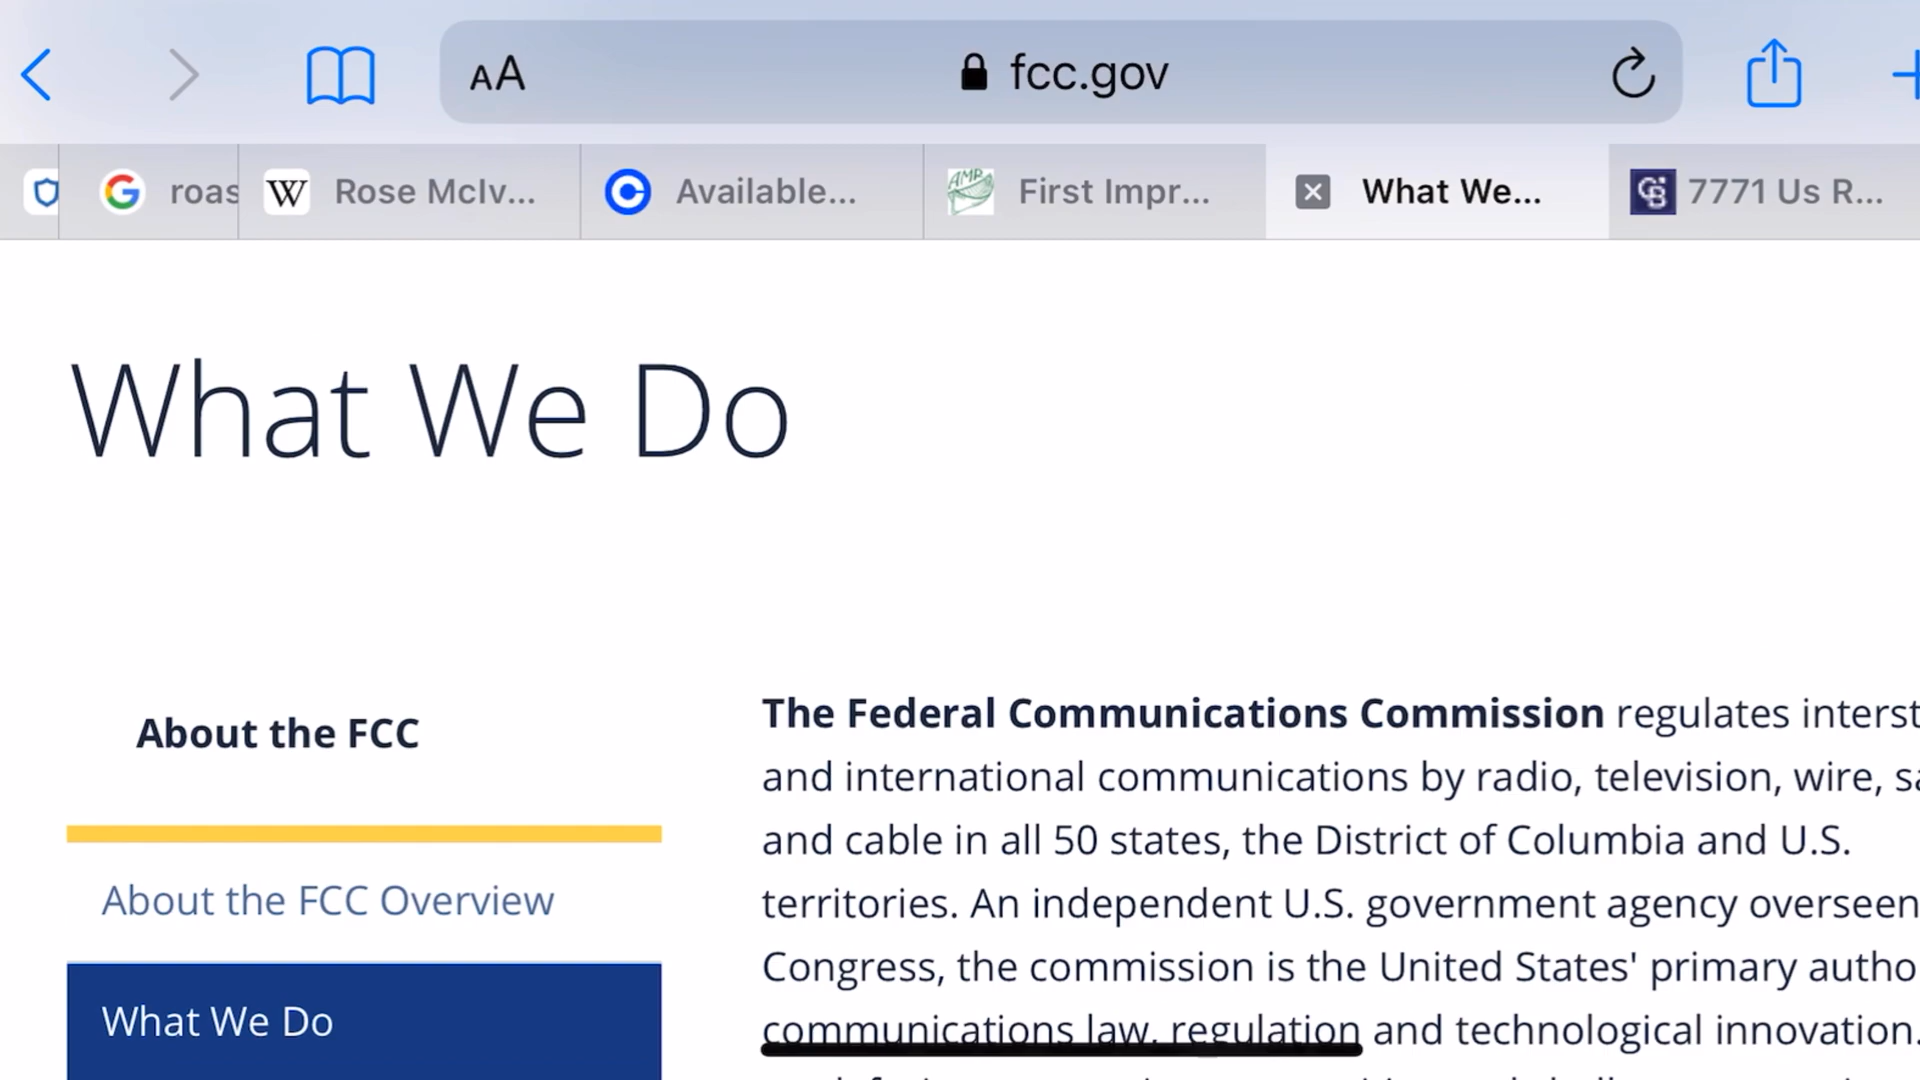 AA fcc.gov
roas Rose McIv... Available... First Impr... What We... 7771 Us R...
What We Do
About the FCC
About the FCC Overview
What We Do
The Federal Communications Commission regulates interst
and international communications by radio, television, wire, sa
and cable in all 50 states, the District of Columbia and U.S.
territories. An independent U.S. government agency overseen
Congress, the commission is the United States' primary autho
communications law, regulation and technological innovation.